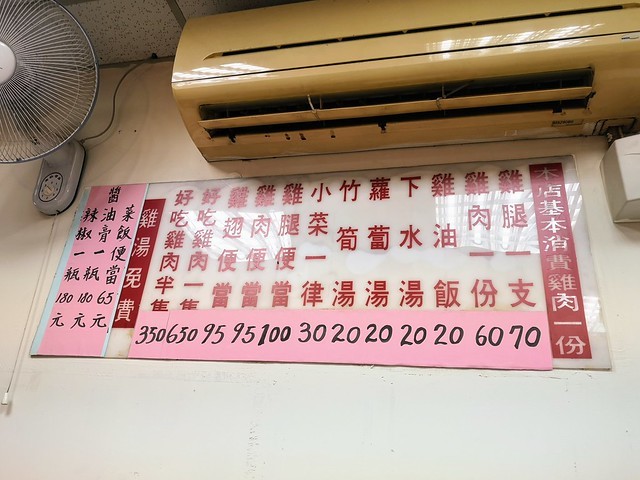 本店基本消費雞肉一份
雞腿一支 70
雞肉一份 60
雞油飯 20
下水湯 20
蘿蔔湯 20
竹筍湯 20
小菜一律 30
雞腿便當 100
雞肉便當 95
雞翅便當 95
好吃雞肉一隻 650
好吃雞肉半隻 350
雞湯免費
菜飯便當 65元
醬油膏一瓶 180元
辣椒一瓶 180元